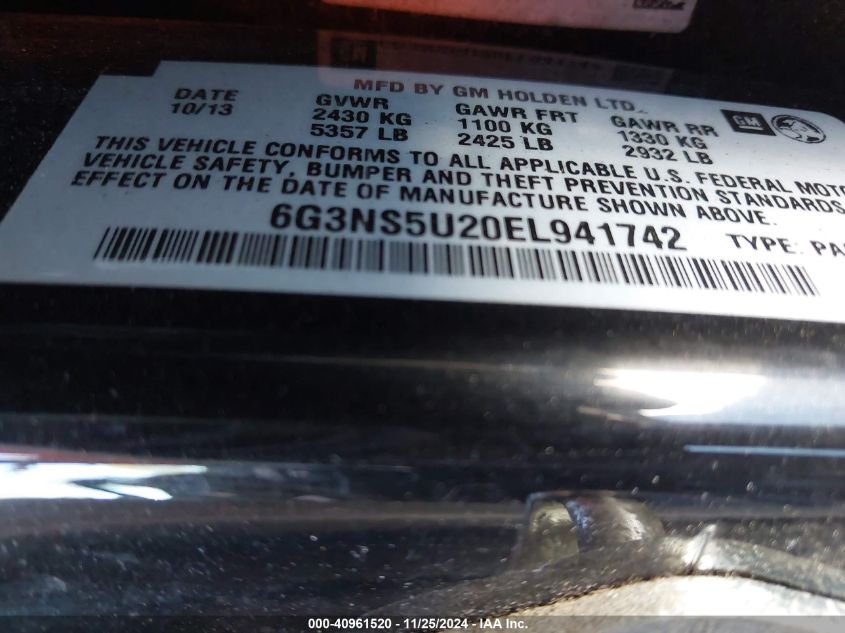 MFD BY GM HOLDEN LTD.
DATE GVWR GAWR FRT GAWR RR GM
10/13 2430 KG 1100 KG 1330 KG
5357 LB 2425 LB 2932 LB
THIS VEHICLE CONFORMS TO ALL APPLICABLE U.S. FEDERAL MOTO
VEHICLE SAFETY, BUMPER AND THEFT PREVENTION STANDARDS
EFFECT ON THE DATE OF MANUFACTURE SHOWN ABOVE.
6G3NS5U20EL941742 TYPE: PA
000-40961520 - 11/25/2024 - © IAA Inc.